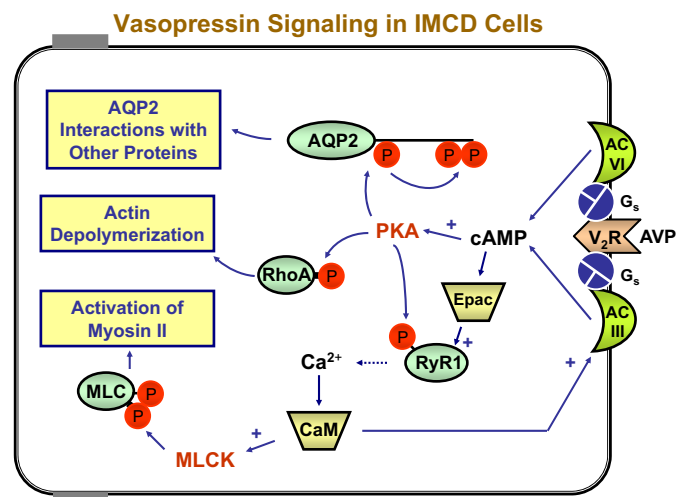 Vasopressin Signaling in IMCD Cells
AQP2
Interactions with
Other Proteins
AQP2
P
P
P
AC
VI
Gₛ
Actin
Depolymerization
PKA
+
cAMP
V₂R
AVP
RhoA
P
Gₛ
Epac
Activation of
Myosin II
AC
III
P
+
RyR1
Ca²⁺
+
MLC
P
P
CaM
+
MLCK